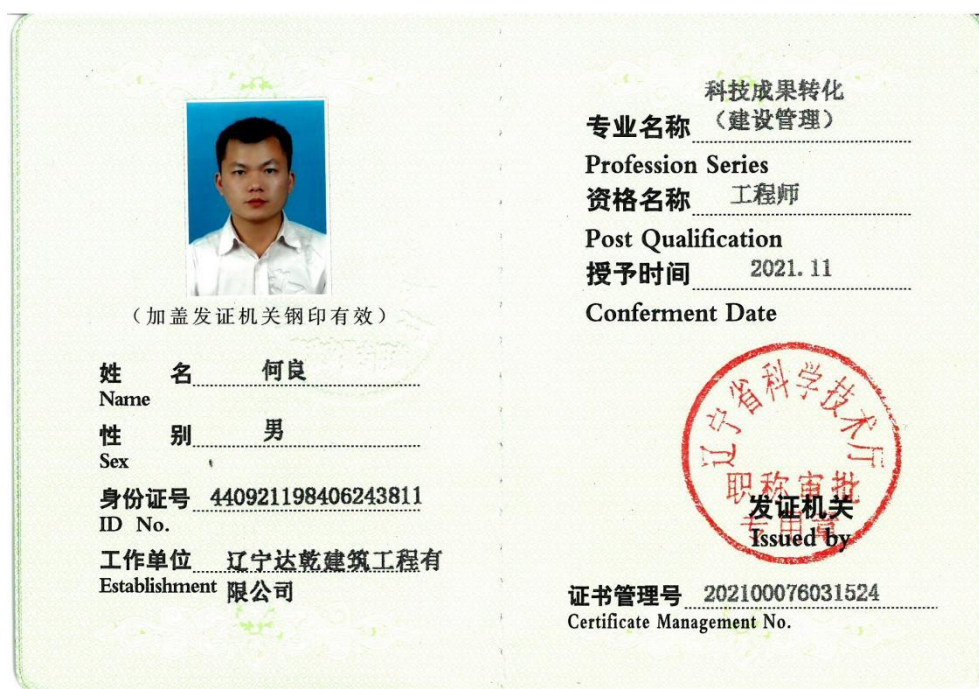 （加盖发证机关钢印有效）
姓 名 何良
Name
性 别 男
Sex
身份证号 440921198406243811
ID No.
工作单位 辽宁达乾建筑工程有
Establishment 限公司
科技成果转化
专业名称 （建设管理）
Profession Series
资格名称 工程师
Post Qualification
授予时间 2021. 11
Conferment Date
辽宁省科学技术厅
职称审批
专用章
发证机关
Issued by
证书管理号 202100076031524
Certificate Management No.